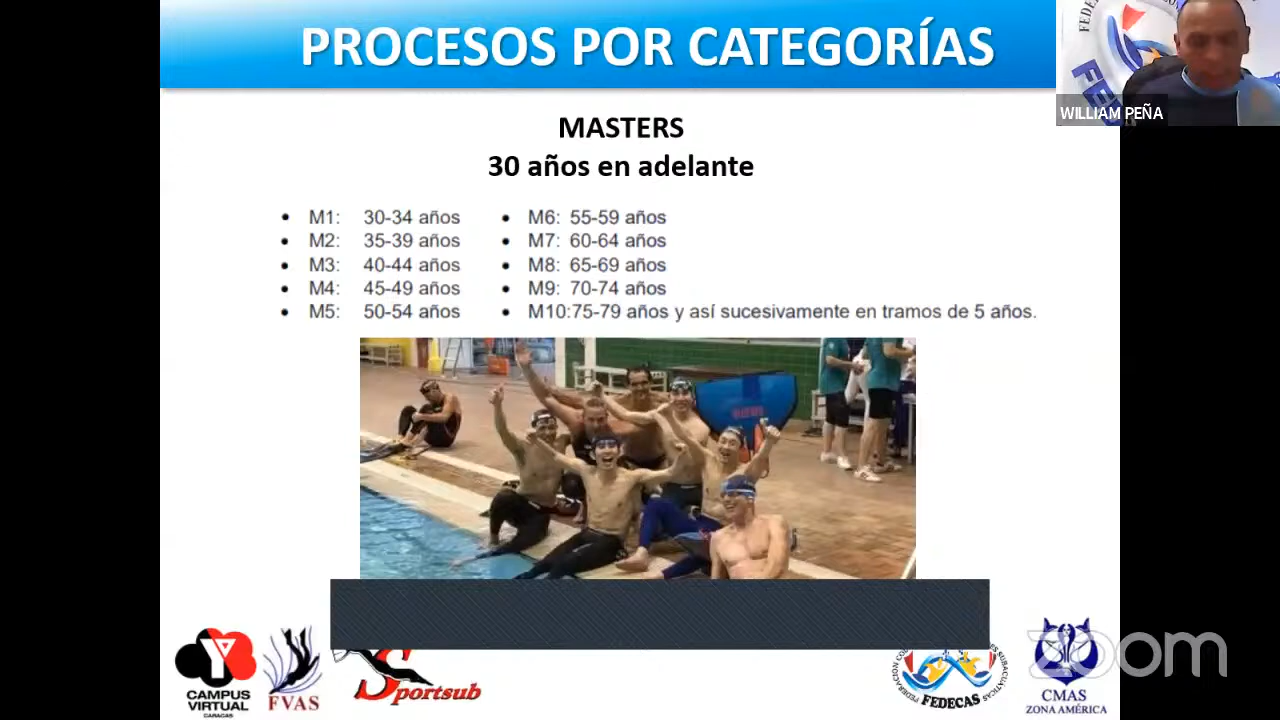 PROCESOS POR CATEGORÍAS
WILLIAM PEÑA
MASTERS
30 años en adelante
• M1: 30-34 años
• M2: 35-39 años
• M3: 40-44 años
• M4: 45-49 años
• M5: 50-54 años
• M6: 55-59 años
• M7: 60-64 años
• M8: 65-69 años
• M9: 70-74 años
• M10:75-79 años y así sucesivamente en tramos de 5 años.
CAMPUS
VIRTUAL
CARACAS
FVAS
Sportsub
FEDECAS
CMAS
ZONA AMÉRICA
zoom